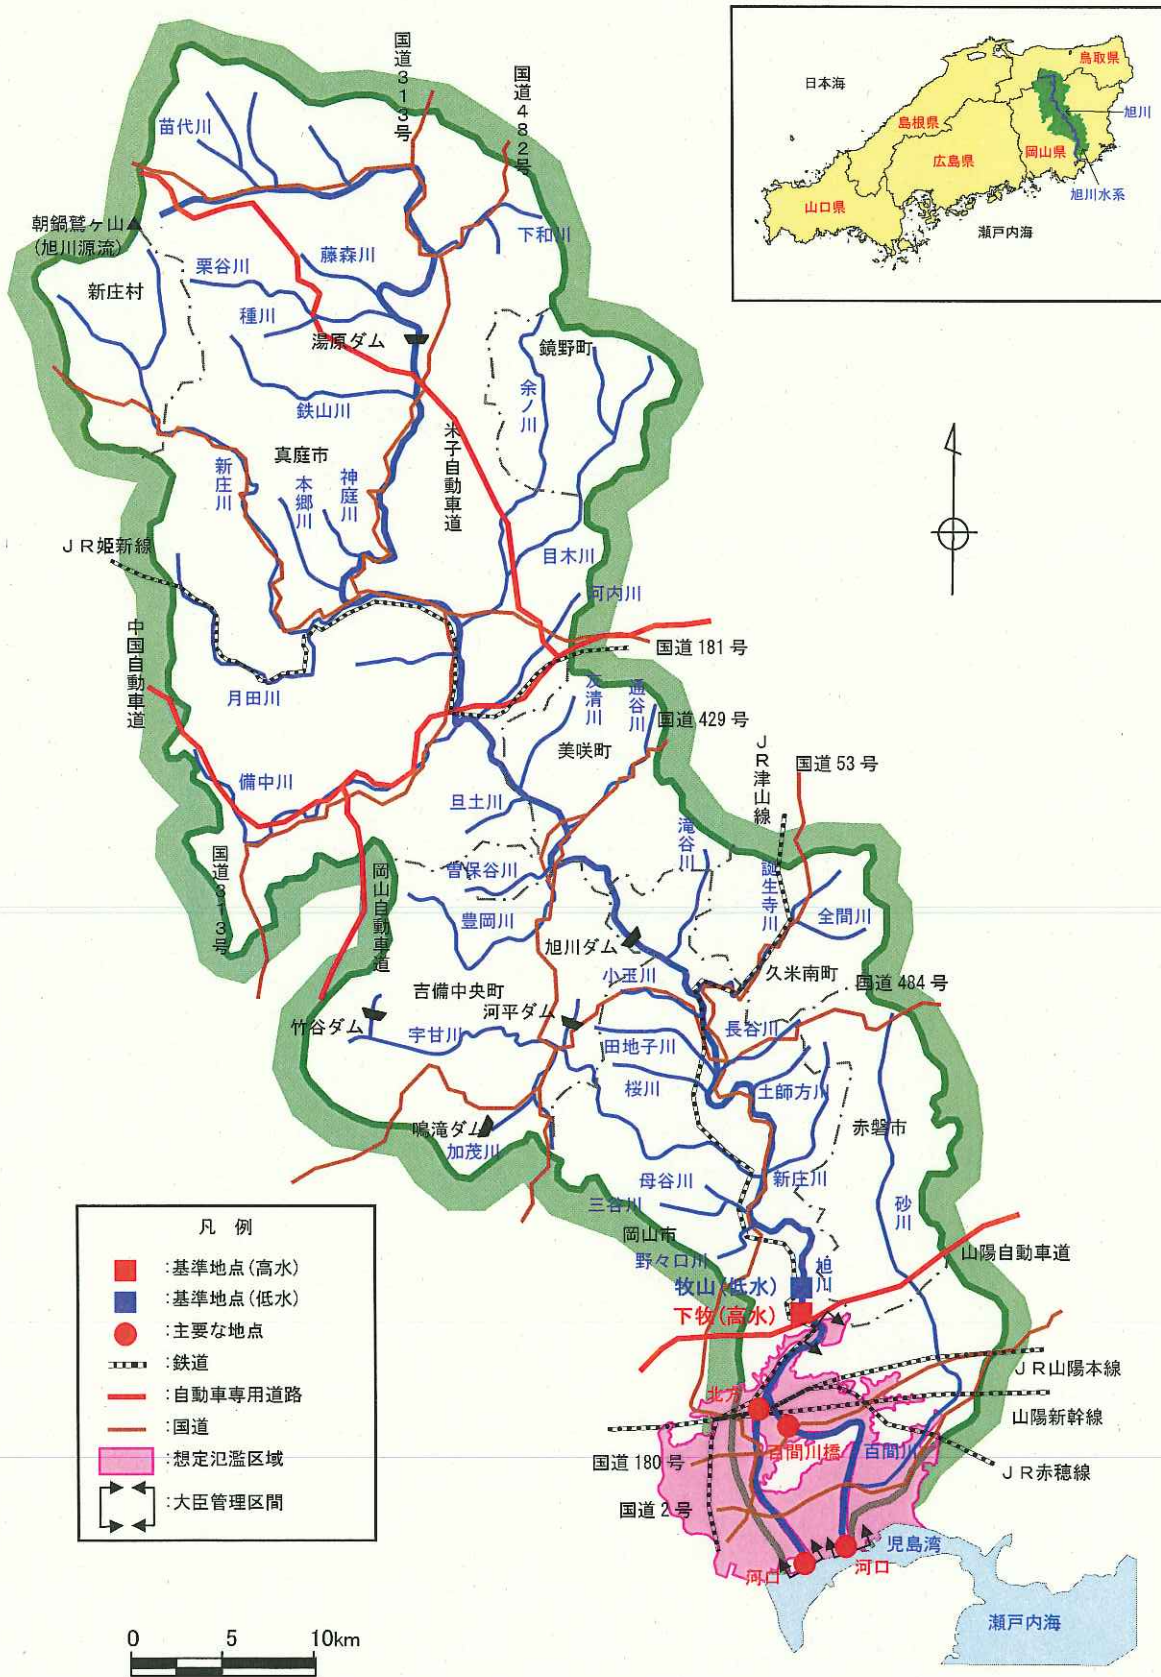 国道313号
国道482号
苗代川
朝鍋鷲ヶ山
(旭川源流)
新庄村
栗谷川
藤森川
下和川
種川
湯原ダム
鏡野町
余ノ川
鉄山川
真庭市
米子自動車道
新庄川
本郷川
神庭川
JR姫新線
目木川
河内川
中国自動車道
国道181号
月田川
友清川
通谷川
国道429号
美咲町
JR津山線
国道53号
備中川
旦土川
滝谷川
国道313号
岡山自動車道
曽保谷川
誕生寺川
全間川
豊岡川
旭川ダム
久米南町
小玉川
国道484号
吉備中央町
河平ダム
竹谷ダム
宇甘川
長谷川
田地子川
桜川
土師方川
赤磐市
鳴滝ダム
加茂川
母谷川
新庄川
三谷川
砂川
岡山市
野々口川
旭川
山陽自動車道
牧山(低水)
下牧(高水)
JR山陽本線
北方
山陽新幹線
百間川橋
百間川
国道180号
JR赤穂線
国道2号
児島湾
河口
河口
瀬戸内海
日本海
鳥取県
島根県
旭川
広島県
岡山県
山口県
旭川水系
瀬戸内海
凡 例
:基準地点(高水)
:基準地点(低水)
:主要な地点
:鉄道
:自動車専用道路
:国道
:想定氾濫区域
:大臣管理区間
0 5 10km